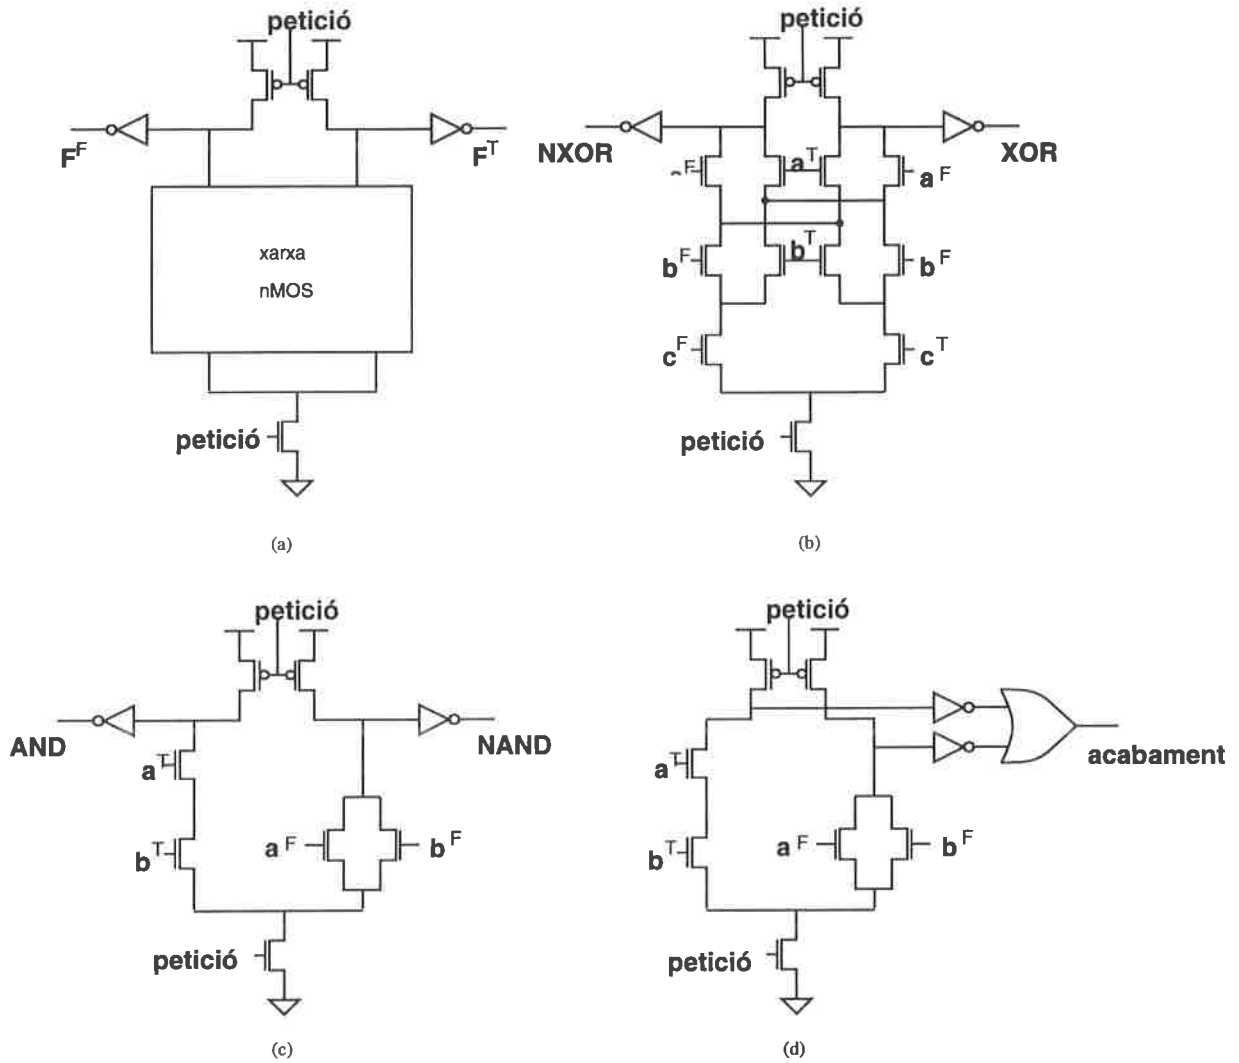 petició
F^F
F^T
xarxa
nMOS
petició
(a)
petició
NXOR
XOR
F
a^T
a^F
b^F
b^T
b^F
c^F
c^T
petició
(b)
petició
AND
NAND
a^T
b^T
a^F
b^F
petició
(c)
petició
acabament
a^T
b^T
a^F
b^F
petició
(d)